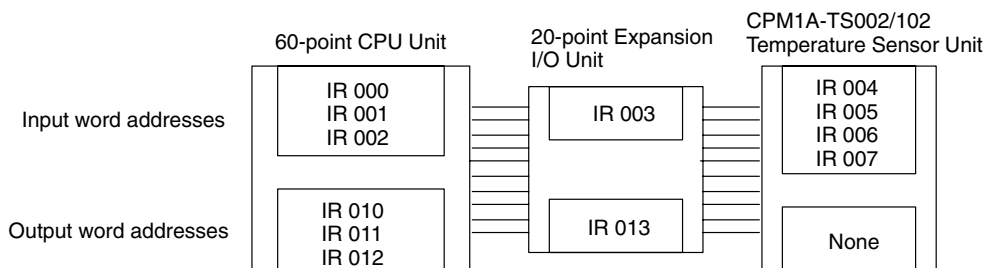 60-point CPU Unit
20-point Expansion
I/O Unit
CPM1A-TS002/102
Temperature Sensor Unit
Input word addresses
IR 000
IR 001
IR 002
IR 003
IR 004
IR 005
IR 006
IR 007
Output word addresses
IR 010
IR 011
IR 012
IR 013
None